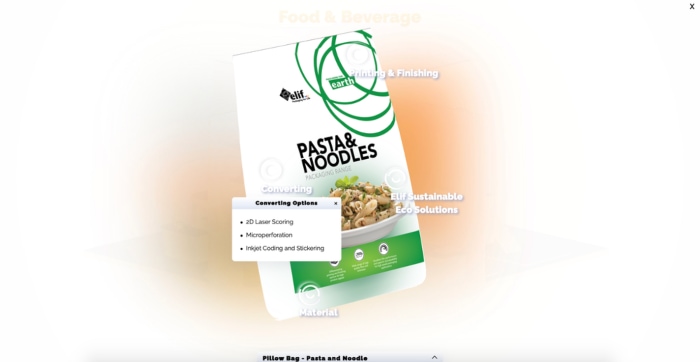 X
Food & Beverage
Printing & Finishing
elif
earth
PASTA&
NOODLES
PACKAGING RANGE
Converting
Elif Sustainable
Eco Solutions
Converting Options
×
2D Laser Scoring
Microperforation
Inkjet Coding and Stickering
Material
Pillow Bag - Pasta and Noodle